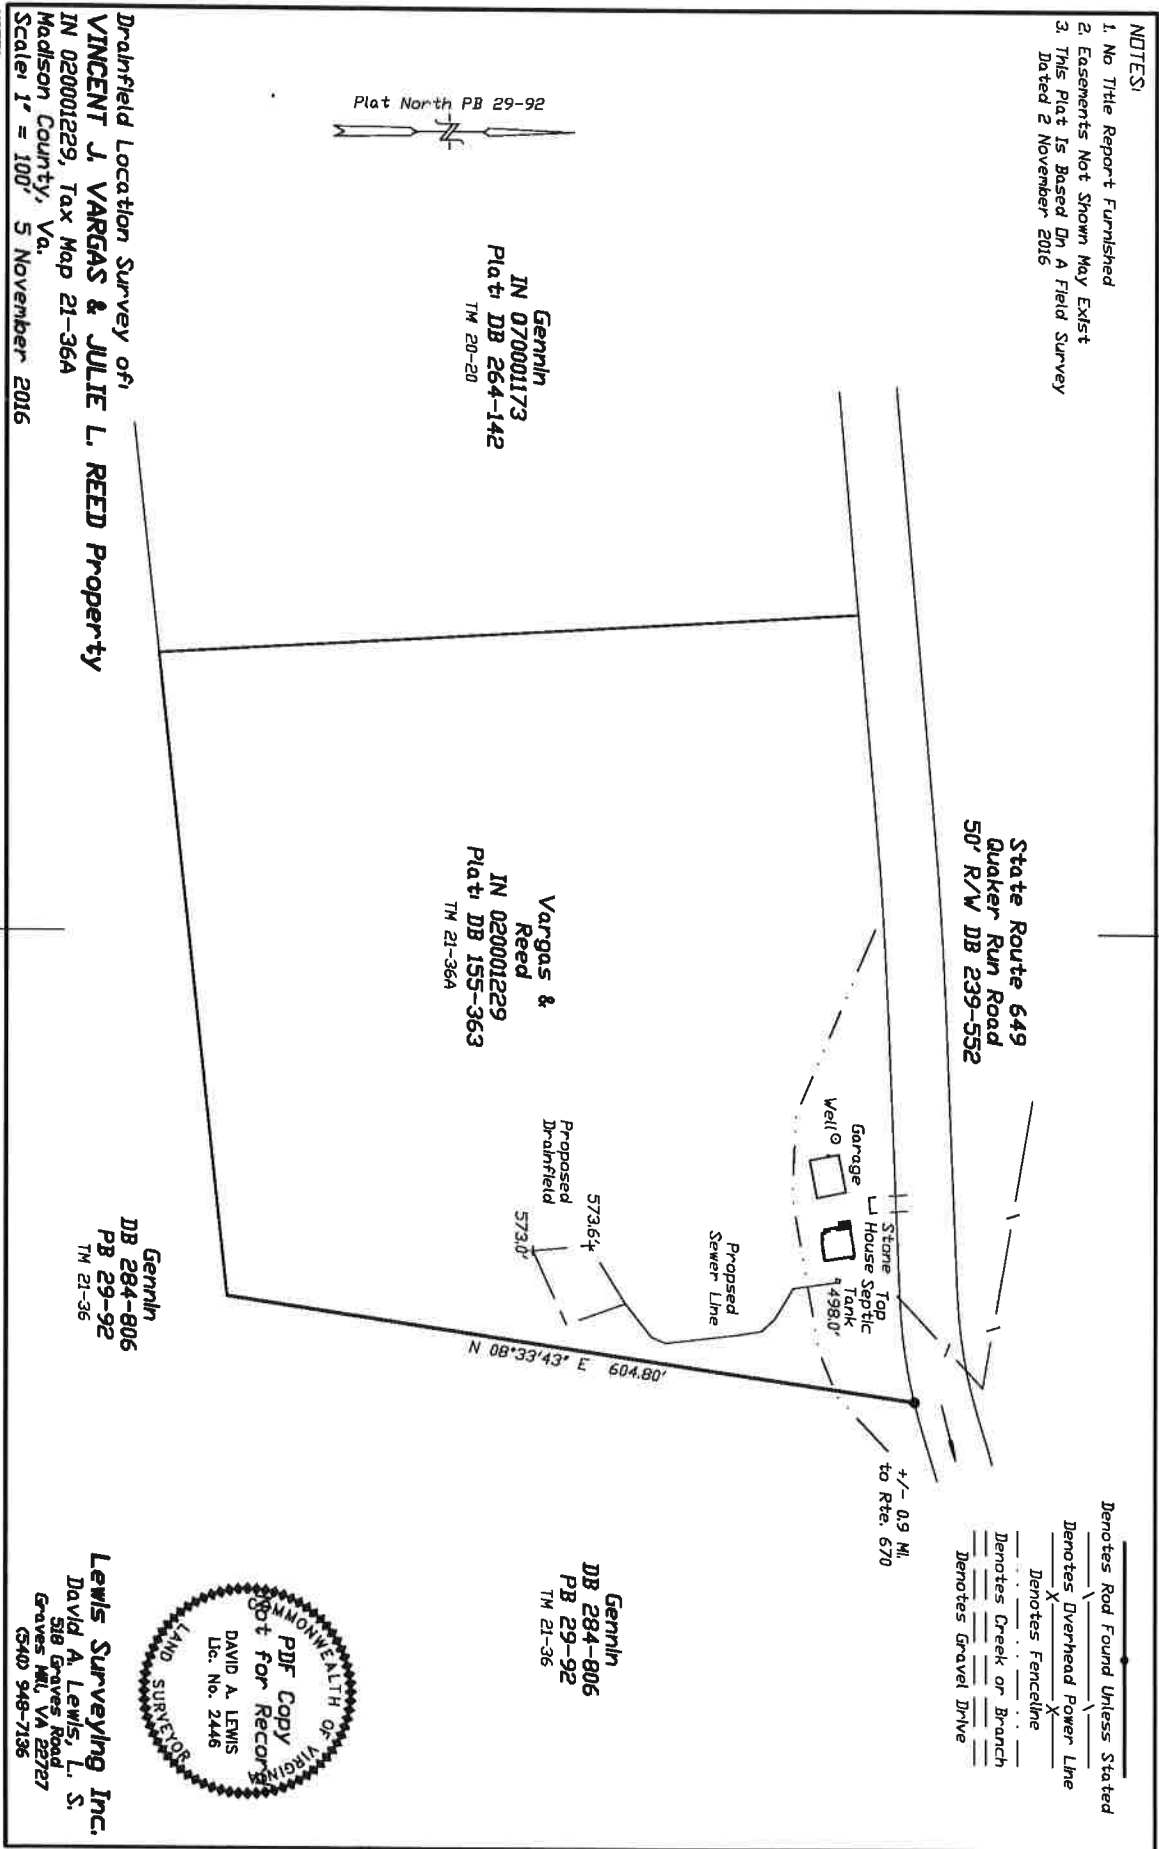 NOTES:
1. No Title Report Furnished
2. Easements Not Shown May Exist
3. This Plat Is Based On A Field Survey
Dated 2 November 2016
Denotes Rod Found Unless Stated
Denotes Overhead Power Line
X X
Denotes Fenceline
Denotes Creek or Branch
Denotes Gravel Drive
State Route 649
Quaker Run Road
50' R/W DB 239-552
+/- 0.9 Mi.
to Rte. 670
Plat North PB 29-92
N
Gennin
IN 070001173
Plat: DB 264-142
TM 20-20
Vargas &
Reed
IN 020001229
Plat: DB 155-363
TM 21-36A
Garage
Well
Stone
House
Top
Septic
Tank
498.0'
Propsed
Sewer Line
Proposed
Drainfield
573.6'
573.0'
N 08°33'43" E 604.80'
Gennin
DB 284-806
PB 29-92
TM 21-36
Gennin
DB 284-806
PB 29-92
TM 21-36
Drainfield Location Survey of:
VINCENT J. VARGAS & JULIE L. REED Property
IN 020001229, Tax Map 21-36A
Madison County, Va.
Scale: 1" = 100' 5 November 2016
COMMONWEALTH OF VIRGINIA
PDF Copy
Not for Record
DAVID A. LEWIS
Lic. No. 2446
LAND SURVEYOR
Lewis Surveying Inc.
David A. Lewis, L. S.
518 Graves Road
Graves Mill, VA 22727
(540) 948-7136